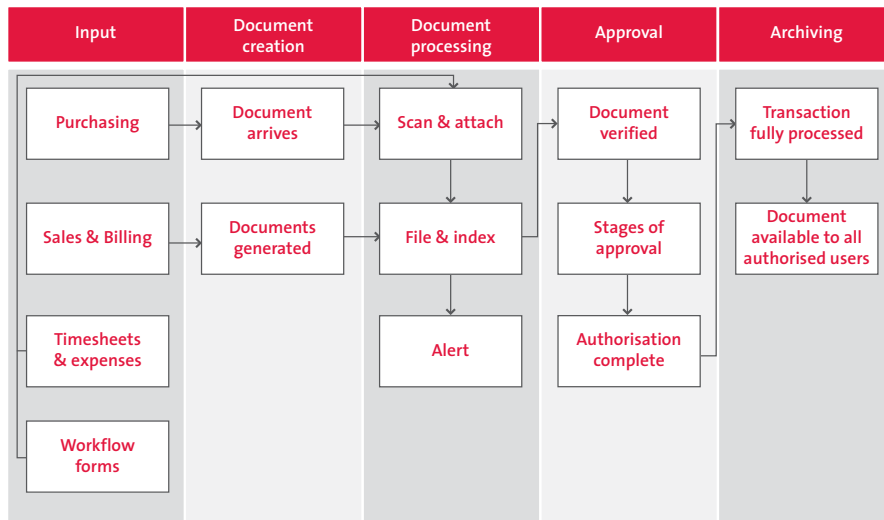 Input
Document
creation
Document
processing
Approval
Archiving
Purchasing
Document
arrives
Scan & attach
Document
verified
Transaction
fully processed
Sales & Billing
Documents
generated
File & index
Stages of
approval
Document
available to all
authorised users
Timesheets
& expenses
Alert
Authorisation
complete
Workflow
forms